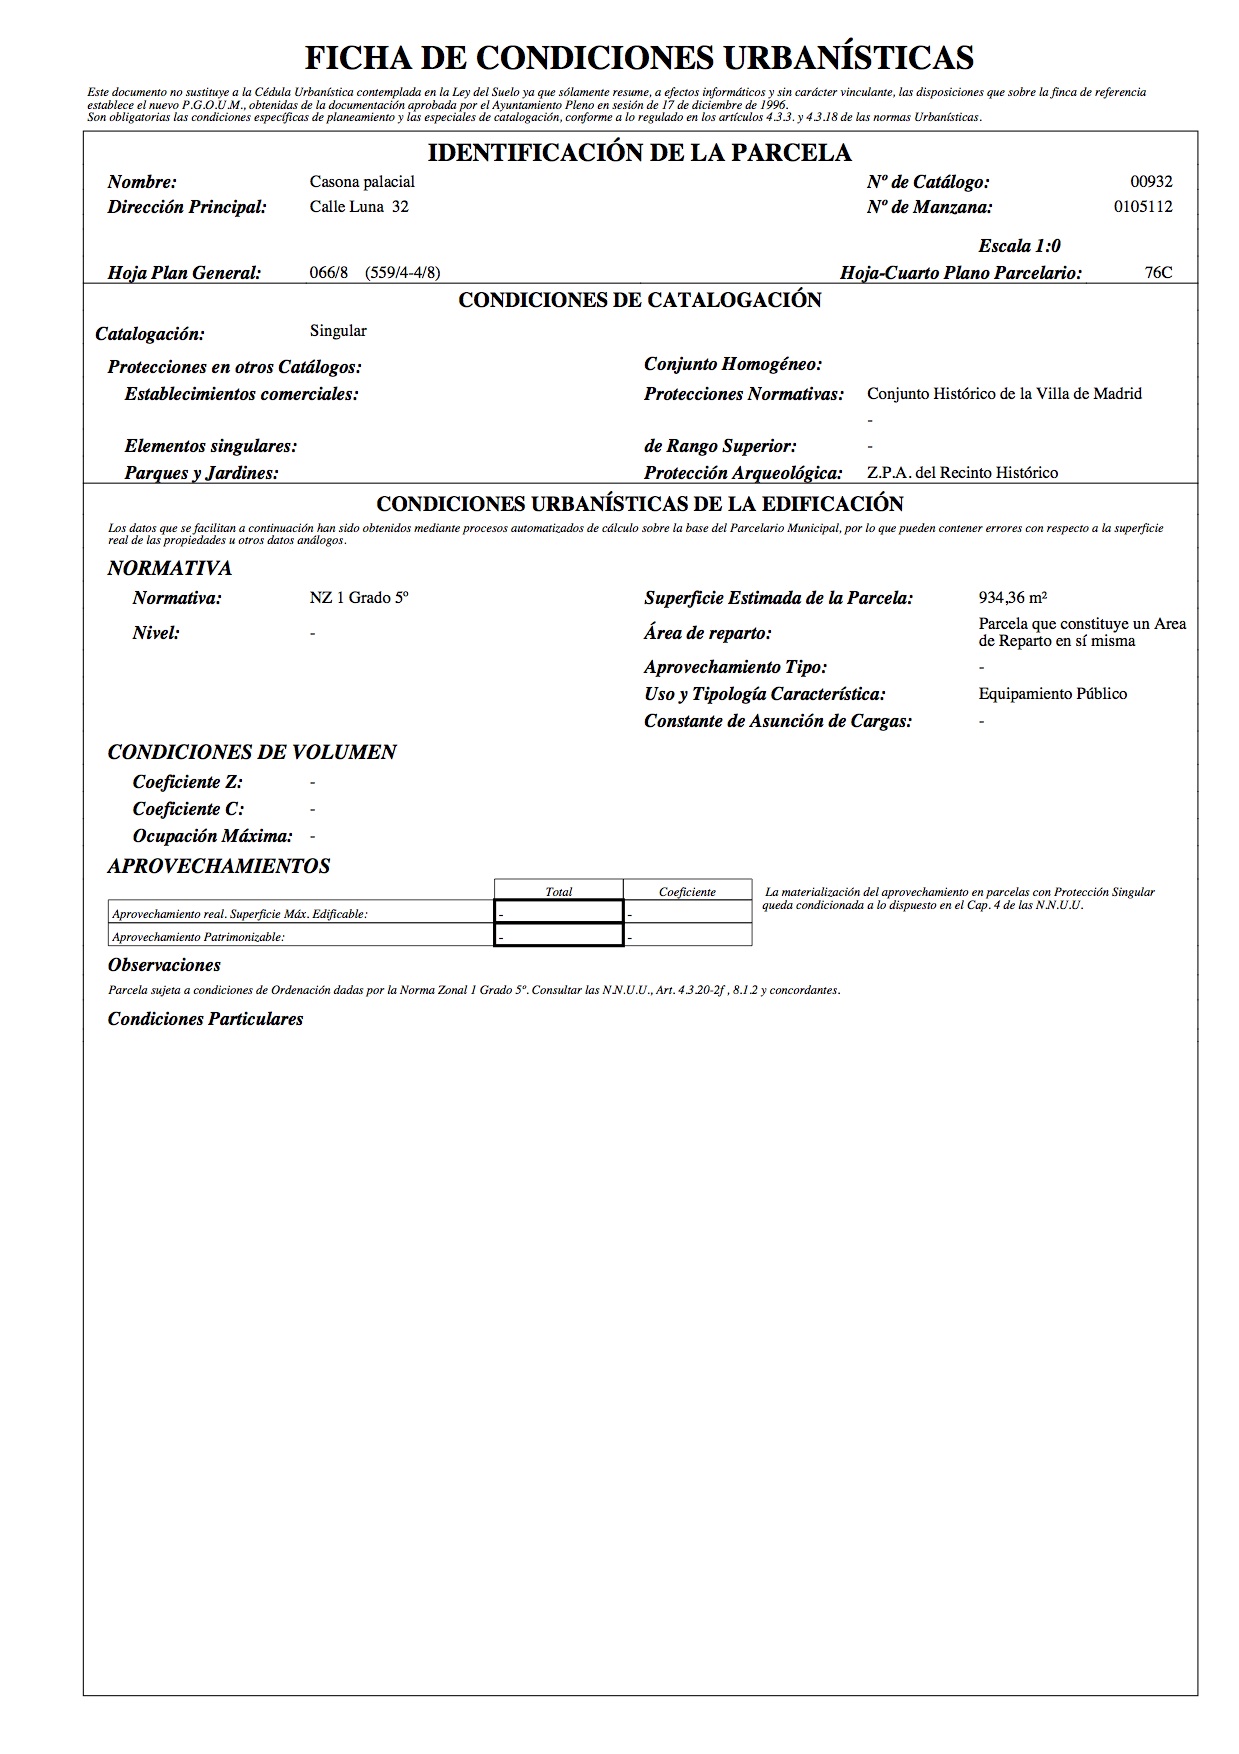 FICHA DE CONDICIONES URBANÍSTICAS
Este documento no sustituye a la Cédula Urbanística contemplada en la Ley del Suelo ya que sólamente resume, a efectos informáticos y sin carácter vinculante, las disposiciones que sobre la finca de referencia
establece el nuevo P.G.O.U.M., obtenidas de la documentación aprobada por el Ayuntamiento Pleno en sesión de 17 de diciembre de 1996.
Son obligatorias las condiciones específicas de planeamiento y las especiales de catalogación, conforme a lo regulado en los artículos 4.3.3. y 4.3.18 de las normas Urbanísticas.
IDENTIFICACIÓN DE LA PARCELA
Nombre: Casona palacial Nº de Catálogo: 00932
Dirección Principal: Calle Luna 32 Nº de Manzana: 0105112
Escala 1:0
Hoja Plan General: 066/8 (559/4-4/8) Hoja-Cuarto Plano Parcelario: 76C
CONDICIONES DE CATALOGACIÓN
Catalogación: Singular
Protecciones en otros Catálogos: Conjunto Homogéneo:
Establecimientos comerciales: Protecciones Normativas: Conjunto Histórico de la Villa de Madrid
-
Elementos singulares: de Rango Superior: -
Parques y Jardines: Protección Arqueológica: Z.P.A. del Recinto Histórico
CONDICIONES URBANÍSTICAS DE LA EDIFICACIÓN
Los datos que se facilitan a continuación han sido obtenidos mediante procesos automatizados de cálculo sobre la base del Parcelario Municipal, por lo que pueden contener errores con respecto a la superficie
real de las propiedades u otros datos análogos.
NORMATIVA
Normativa: NZ 1 Grado 5º Superficie Estimada de la Parcela: 934,36 m²
Nivel: - Área de reparto: Parcela que constituye un Area
de Reparto en sí misma
Aprovechamiento Tipo: -
Uso y Tipología Característica: Equipamiento Público
Constante de Asunción de Cargas: -
CONDICIONES DE VOLUMEN
Coeficiente Z: -
Coeficiente C: -
Ocupación Máxima: -
APROVECHAMIENTOS
Total Coeficiente La materialización del aprovechamiento en parcelas con Protección Singular
queda condicionada a lo dispuesto en el Cap. 4 de las N.N.U.U.
Aprovechamiento real. Superficie Máx. Edificable: - -
Aprovechamiento Patrimonizable: - -
Observaciones
Parcela sujeta a condiciones de Ordenación dadas por la Norma Zonal 1 Grado 5º. Consultar las N.N.U.U., Art. 4.3.20-2f , 8.1.2 y concordantes.
Condiciones Particulares